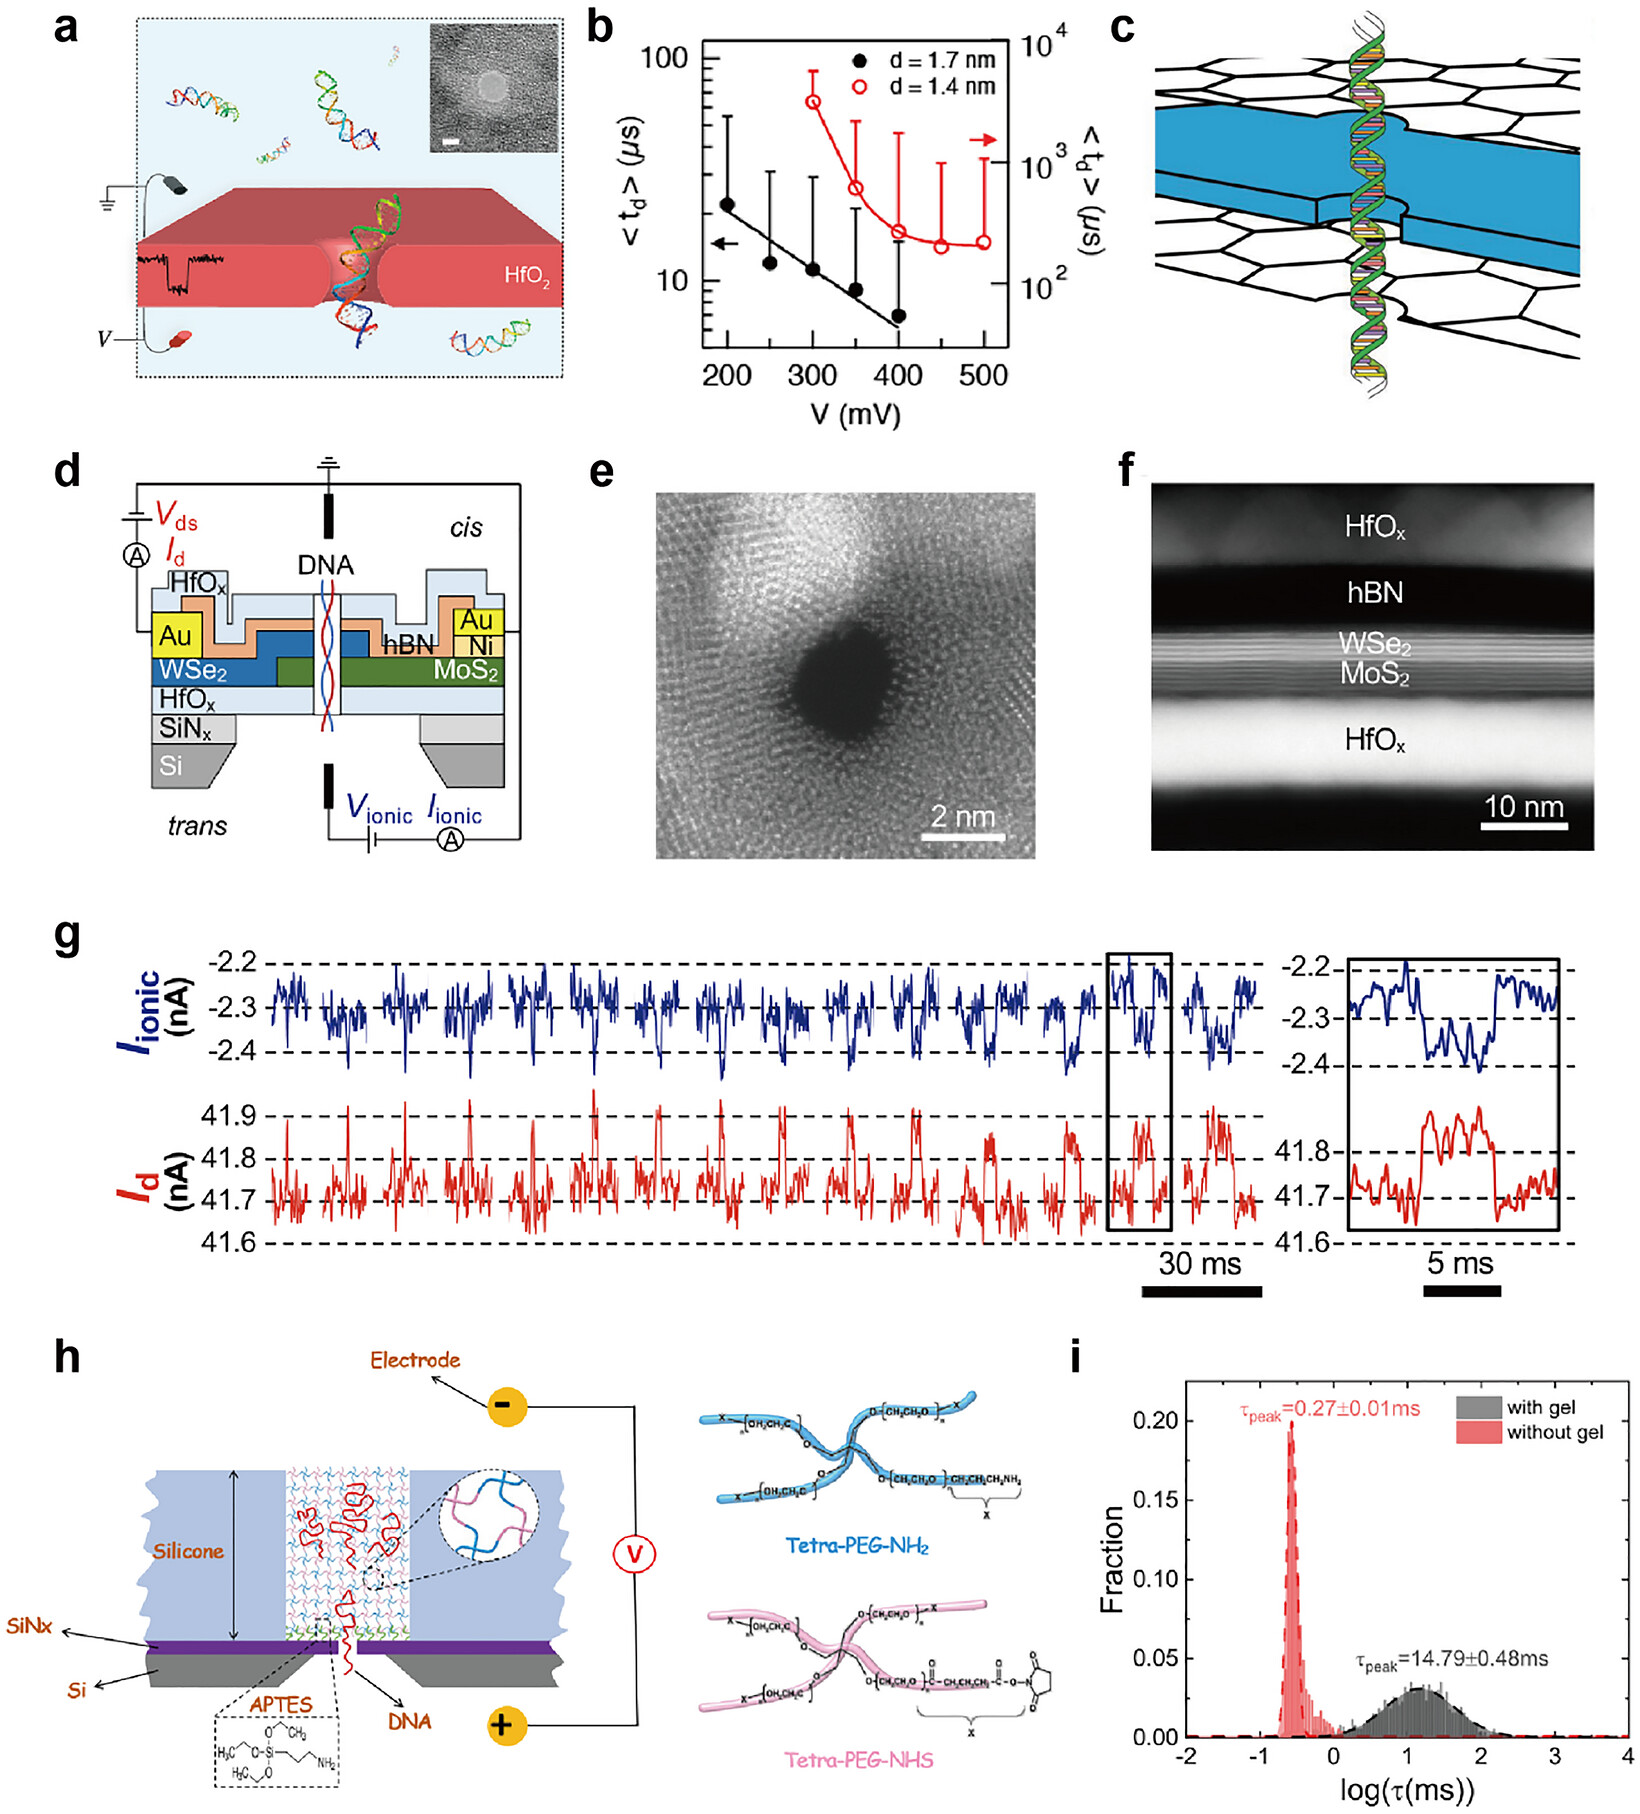 a
HfO2
V
b
100
10
< td > (µs)
d = 1.7 nm
d = 1.4 nm
10^4
10^3
10^2
< td > (µs)
200 300 400 500
V (mV)
c
d
Vds
Id
A
cis
DNA
HfOx
Au
Au
Ni
hBN
WSe2
MoS2
HfOx
SiNx
Si
trans
Vionic
Iionic
A
e
2 nm
f
HfOx
hBN
WSe2
MoS2
HfOx
10 nm
g
Iionic
(nA)
-2.2
-2.3
-2.4
Id
(nA)
41.9
41.8
41.7
41.6
30 ms
-2.2
-2.3
-2.4
41.8
41.7
41.6
5 ms
h
Electrode
-
Silicone
V
SiNx
Si
APTES
DNA
+
Tetra-PEG-NH2
Tetra-PEG-NHS
i
τpeak=0.27±0.01ms
with gel
without gel
τpeak=14.79±0.48ms
Fraction
0.20
0.15
0.10
0.05
0.00
-2 -1 0 1 2 3 4
log(τ(ms))